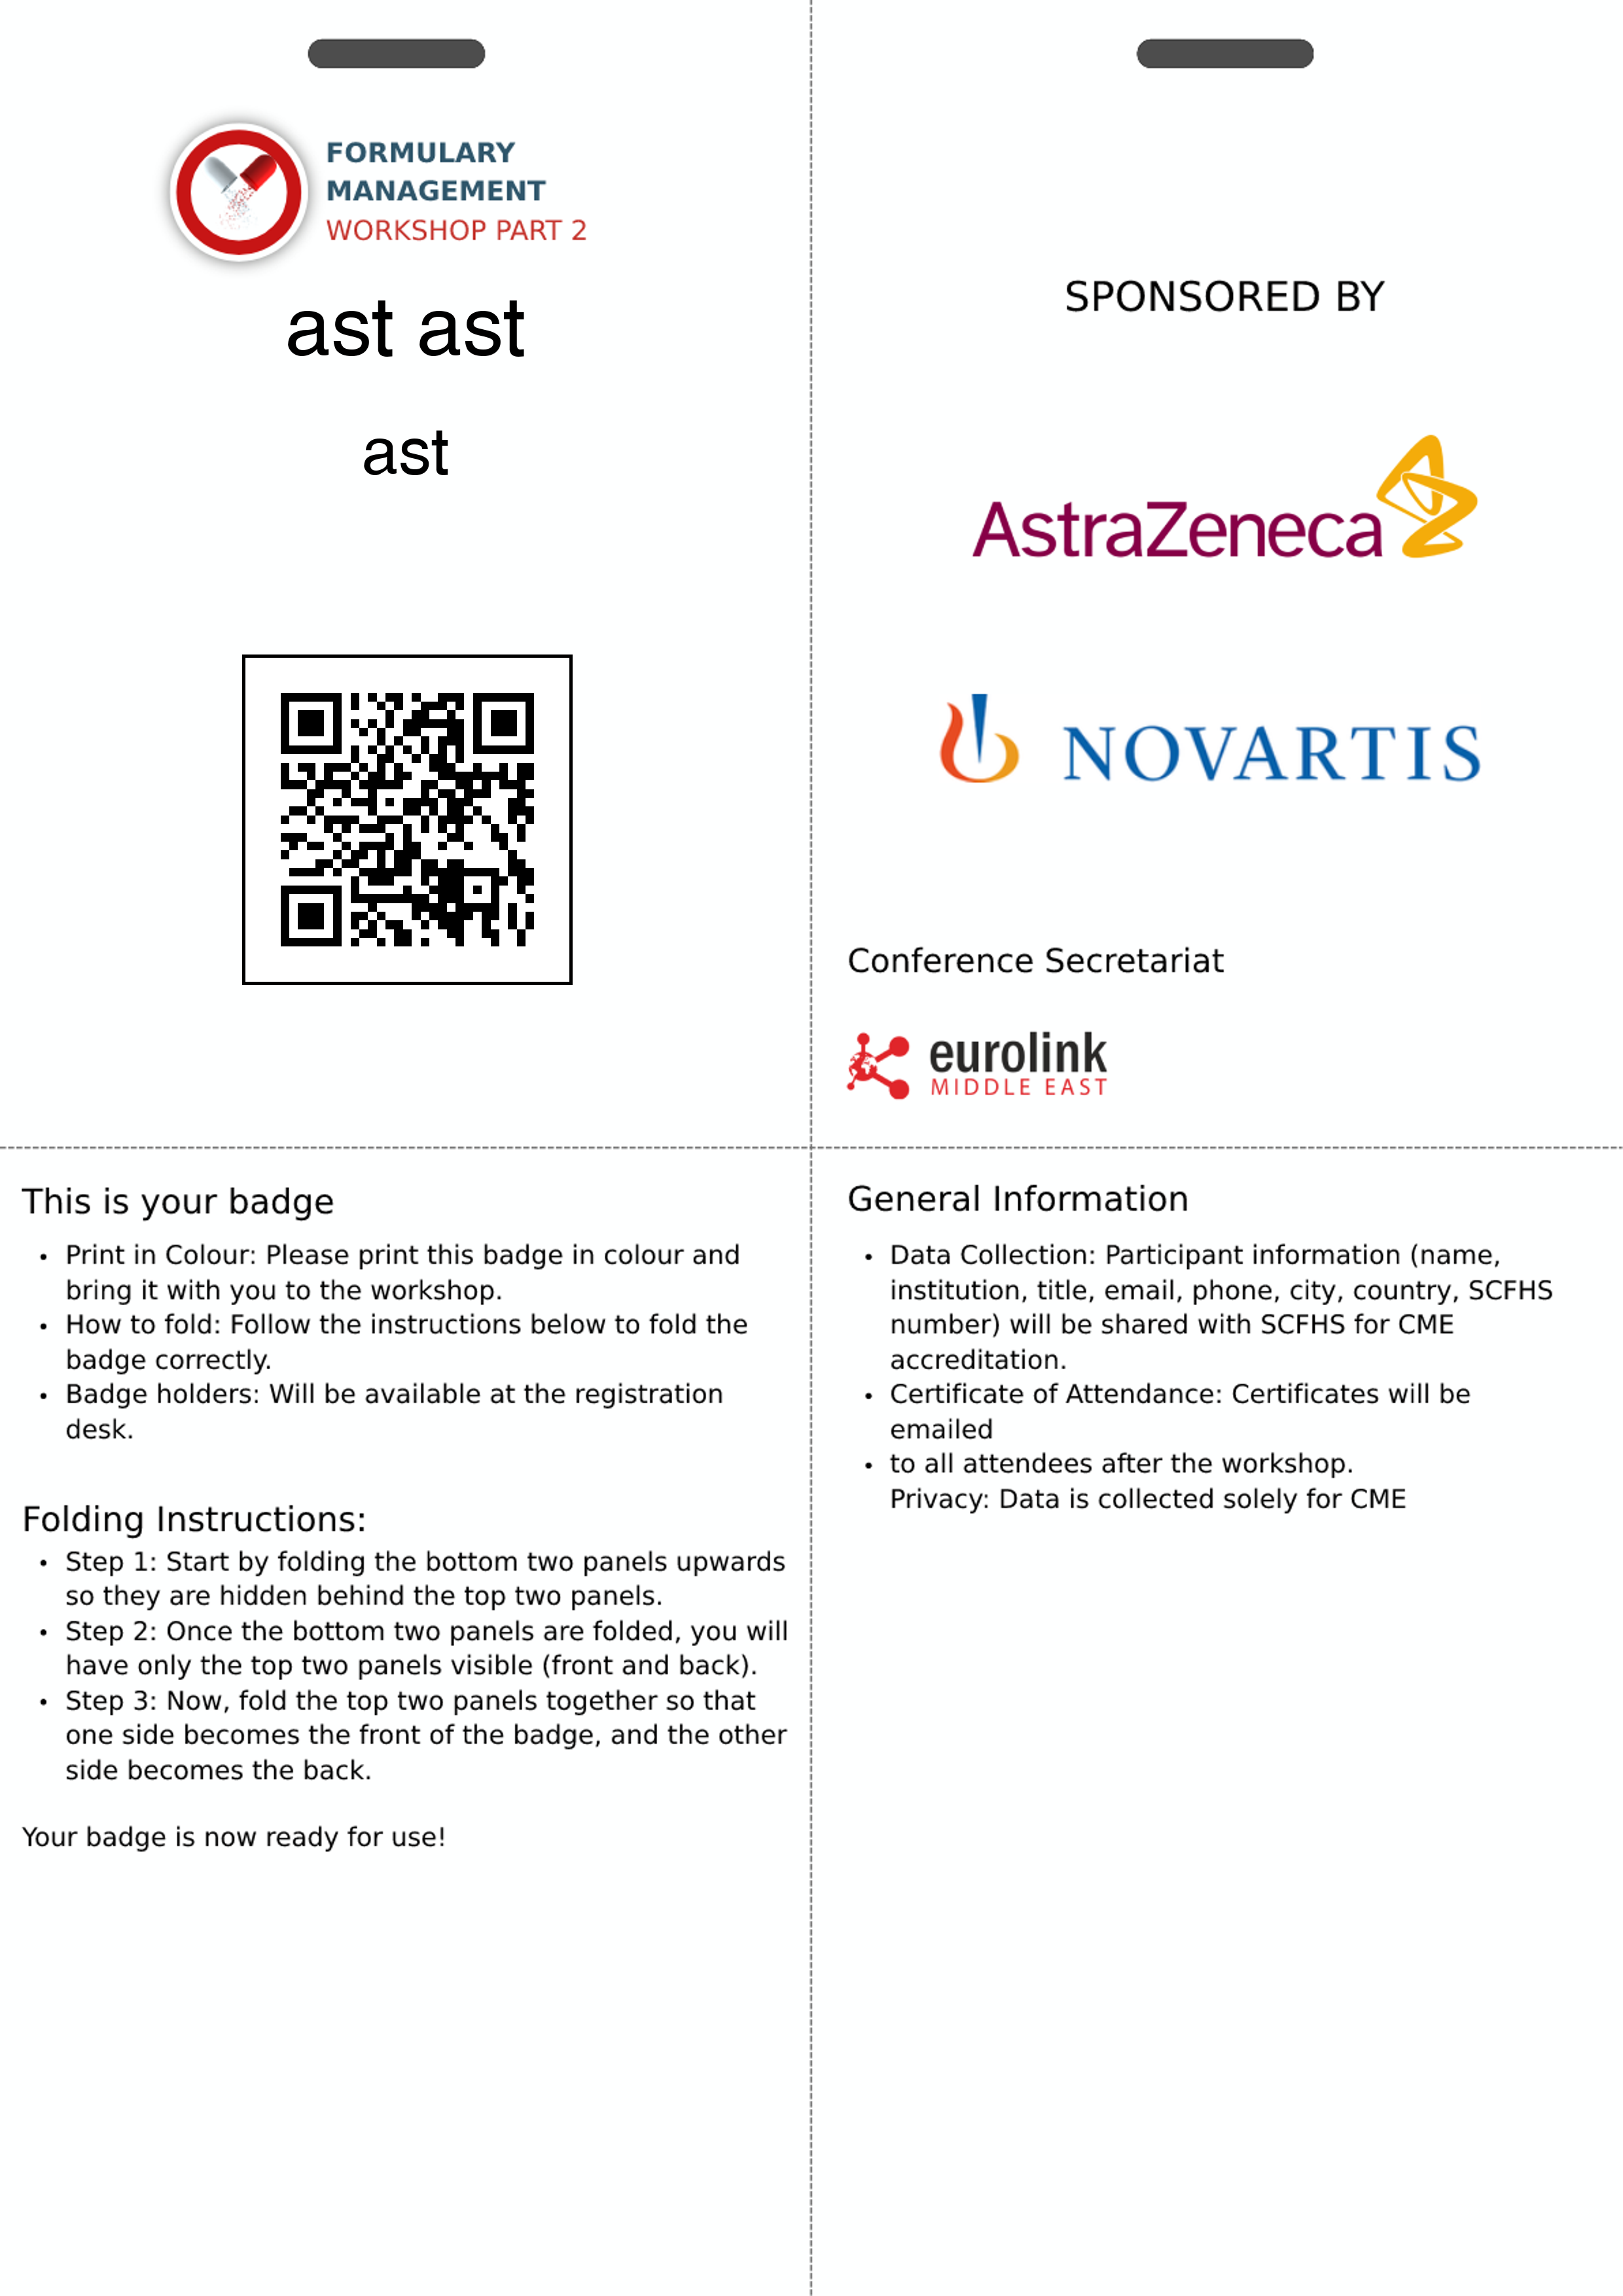 FORMULARY
MANAGEMENT
WORKSHOP PART 2
ast ast
ast
SPONSORED BY
AstraZeneca
NOVARTIS
Conference Secretariat
eurolink
MIDDLE EAST
This is your badge
• Print in Colour: Please print this badge in colour and
bring it with you to the workshop.
• How to fold: Follow the instructions below to fold the
badge correctly.
• Badge holders: Will be available at the registration
desk.
Folding Instructions:
• Step 1: Start by folding the bottom two panels upwards
so they are hidden behind the top two panels.
• Step 2: Once the bottom two panels are folded, you will
have only the top two panels visible (front and back).
• Step 3: Now, fold the top two panels together so that
one side becomes the front of the badge, and the other
side becomes the back.
Your badge is now ready for use!
General Information
• Data Collection: Participant information (name,
institution, title, email, phone, city, country, SCFHS
number) will be shared with SCFHS for CME
accreditation.
• Certificate of Attendance: Certificates will be
emailed
• to all attendees after the workshop.
Privacy: Data is collected solely for CME